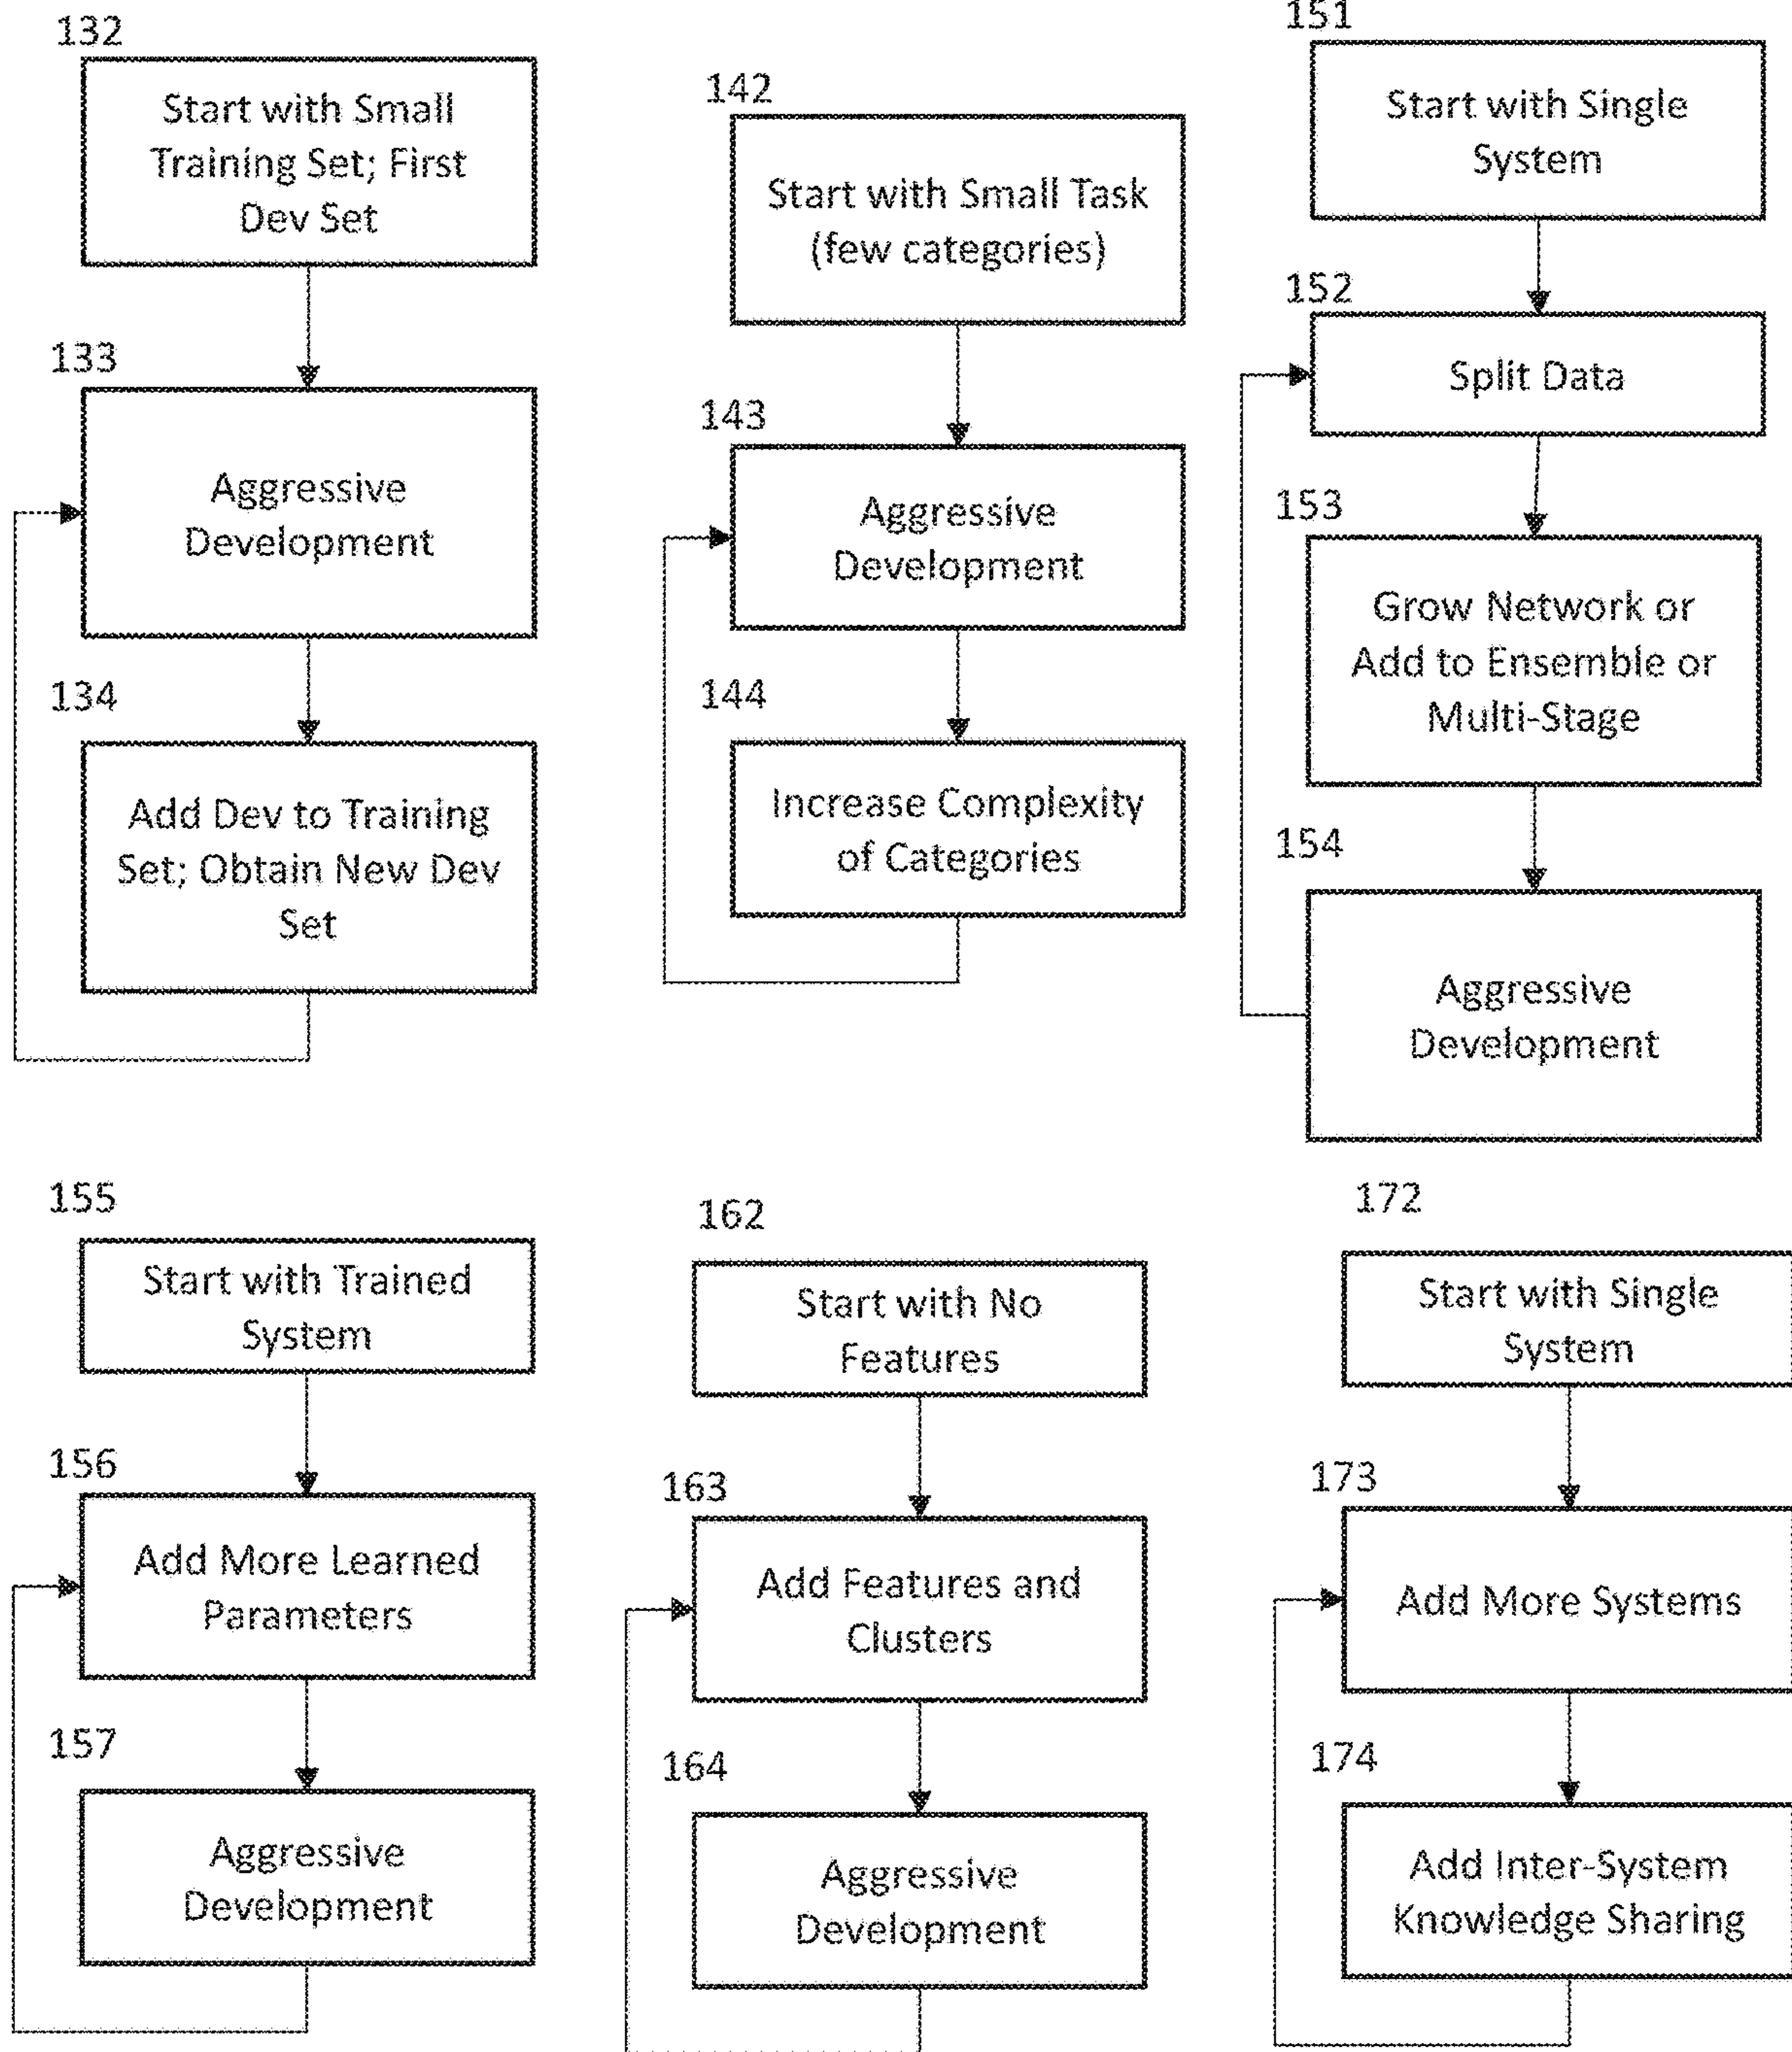 132
Start with Small
Training Set; First
Dev Set
133
Aggressive
Development
134
Add Dev to Training
Set; Obtain New Dev
Set
142
Start with Small Task
(few categories)
143
Aggressive
Development
144
Increase Complexity
of Categories
151
Start with Single
System
152
Split Data
153
Grow Network or
Add to Ensemble or
Multi-Stage
154
Aggressive
Development
155
Start with Trained
System
156
Add More Learned
Parameters
157
Aggressive
Development
162
Start with No
Features
163
Add Features and
Clusters
164
Aggressive
Development
172
Start with Single
System
173
Add More Systems
174
Add Inter-System
Knowledge Sharing